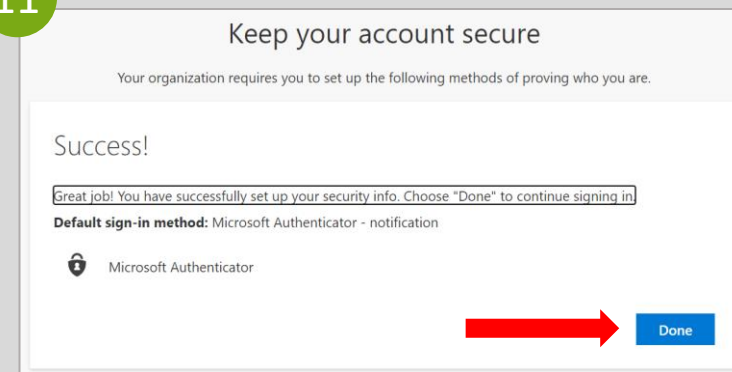 11
Keep your account secure
Your organization requires you to set up the following methods of proving who you are.
Success!
Great job! You have successfully set up your security info. Choose "Done" to continue signing in.
Default sign-in method: Microsoft Authenticator - notification
Microsoft Authenticator
Done